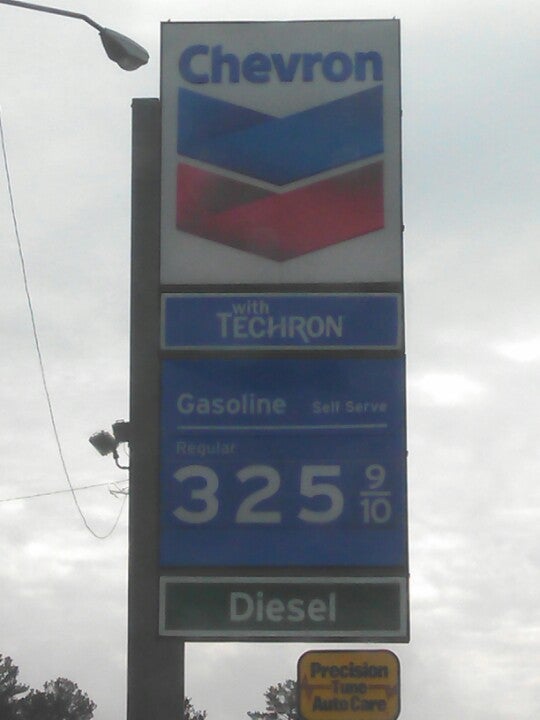 Chevron
with
TECHRON
Gasoline Self Serve
Regular
325 9/10
Diesel
Precision
Tune
Auto Care